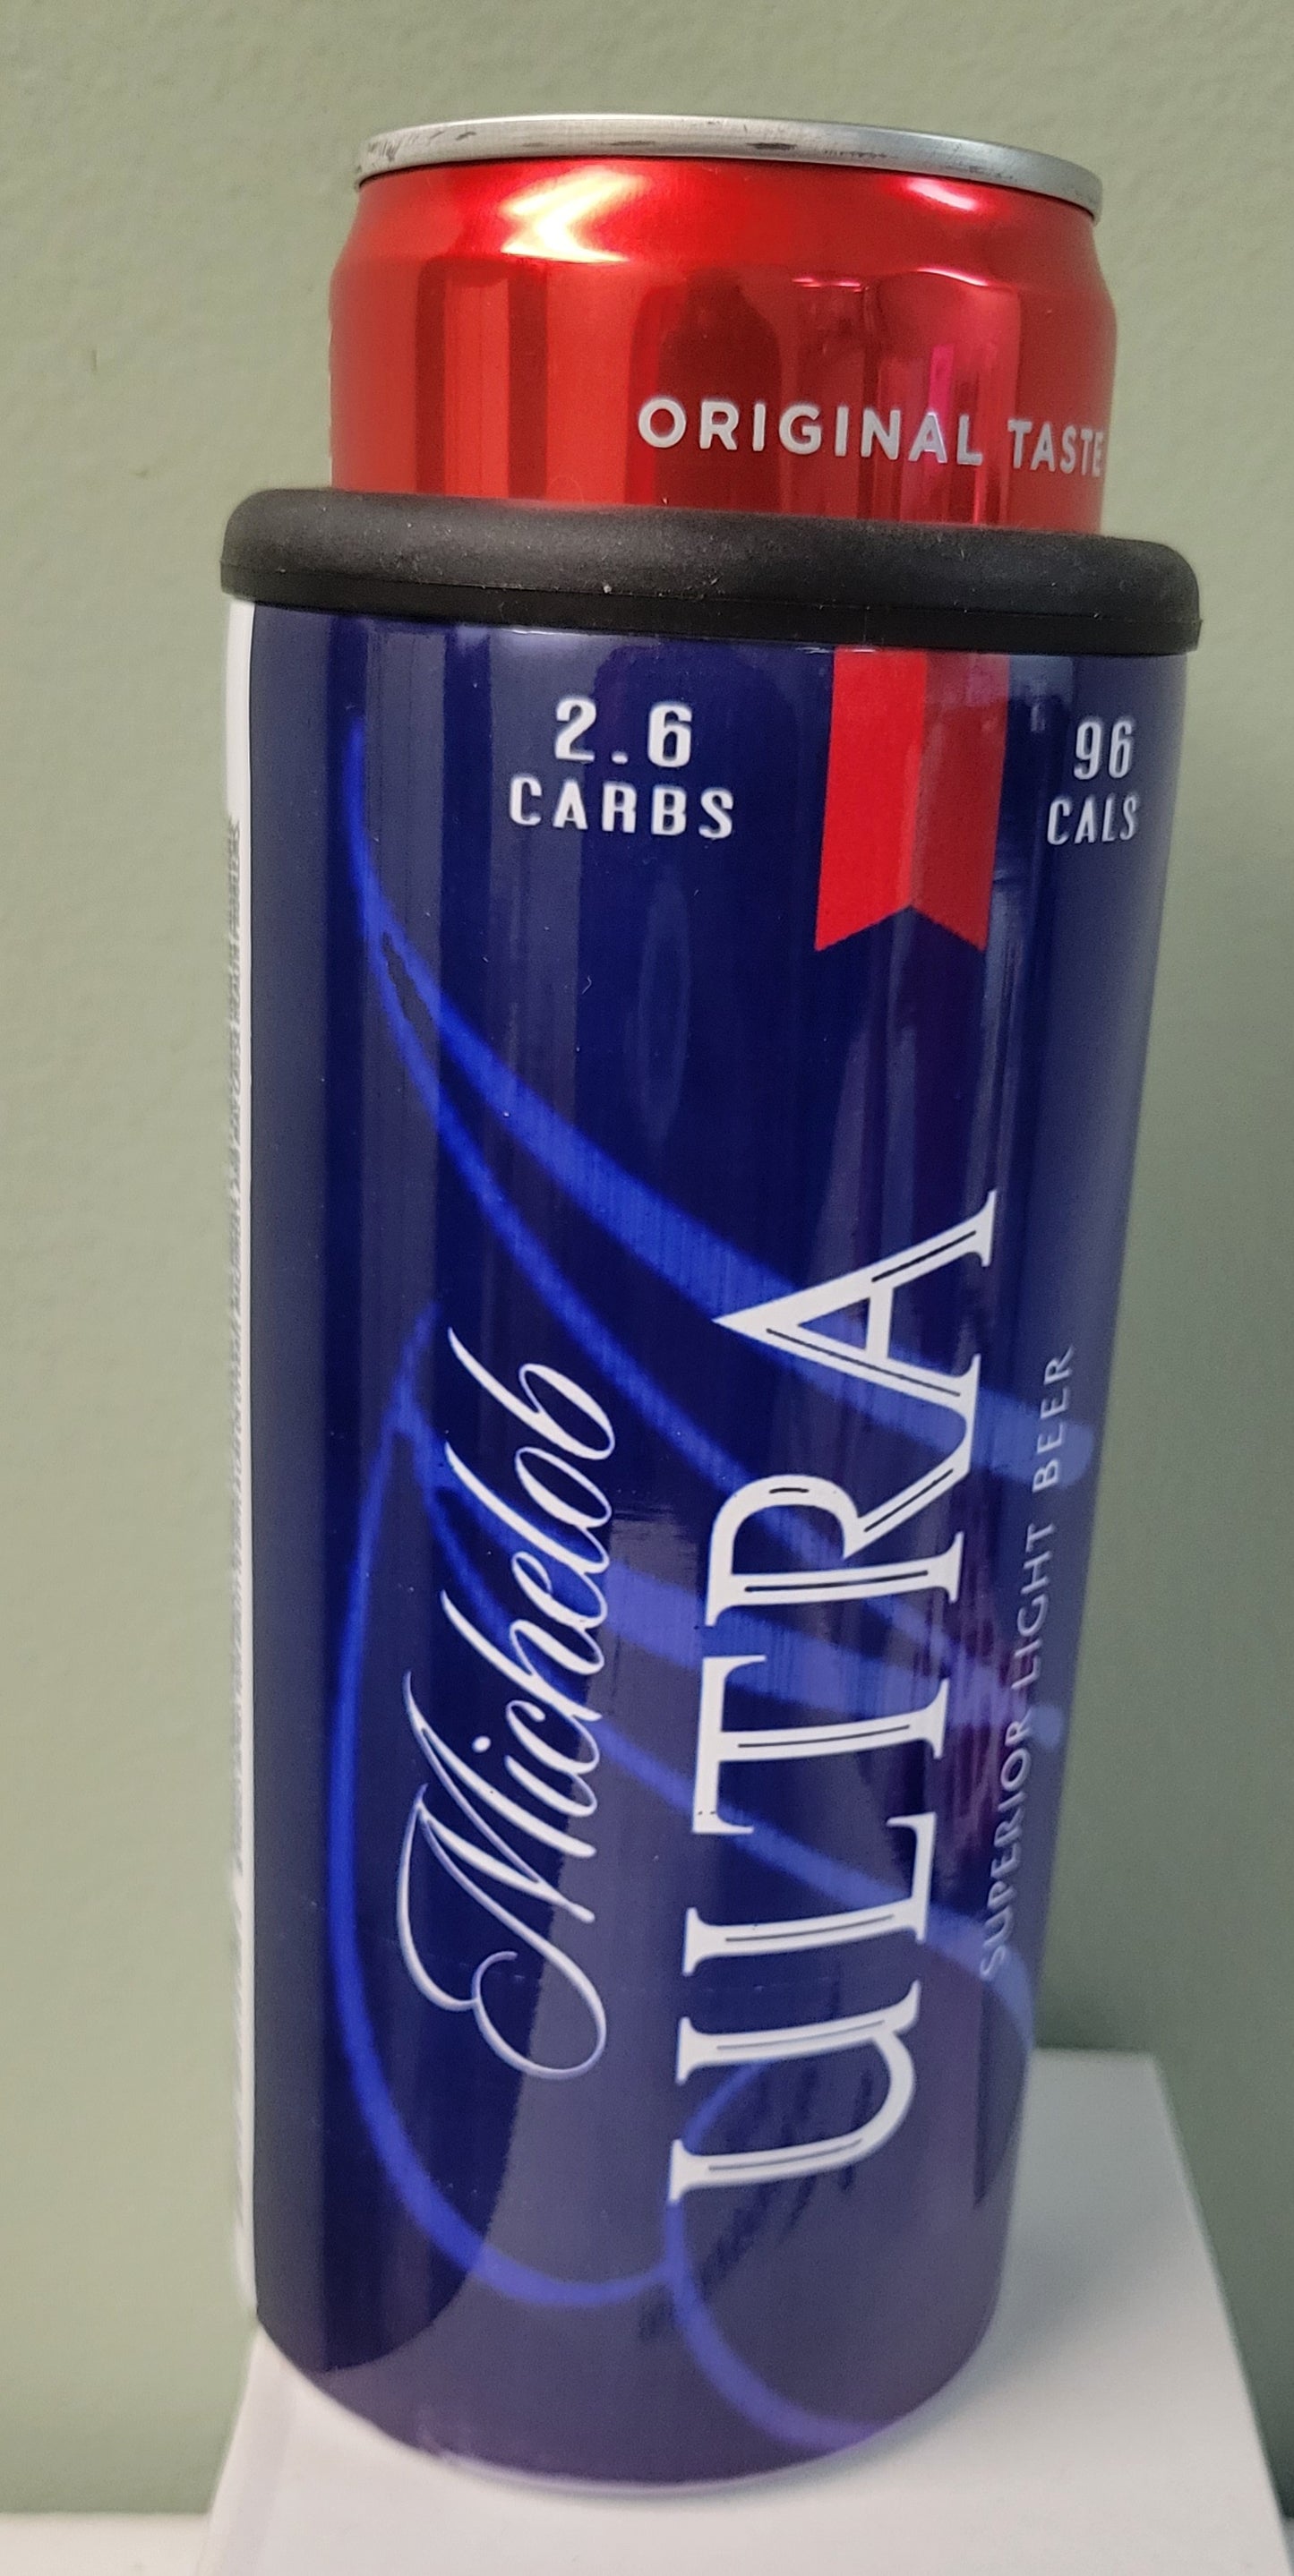 ORIGINAL TASTE
2.6
CARBS
96
CALS
Michelob
ULTRA
SUPERIOR LIGHT BEER